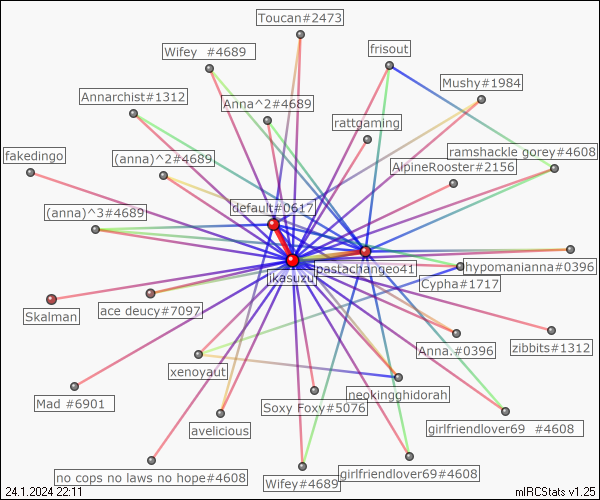 Toucan#2473
Wifey #4689
frisout
Mushy#1984
Annarchist#1312
Anna^2#4689
rattgaming
fakedingo
(anna)^2#4689
ramshackle gorey#4608
AlpineRooster#2156
(anna)^3#4689
default#0617
ikasuzu
pastachangeo41
hypomanianna#0396
Cypha#1717
Skalman
ace deucy#7097
Anna.#0396
zibbits#1312
xenoyaut
neokingghidorah
Mad #6901
Soxy Foxy#5076
avelicious
girlfriendlover69 #4608
no cops no laws no hope#4608
Wifey#4689
girlfriendlover69#4608
24.1.2024 22:11
mIRCStats v1.25